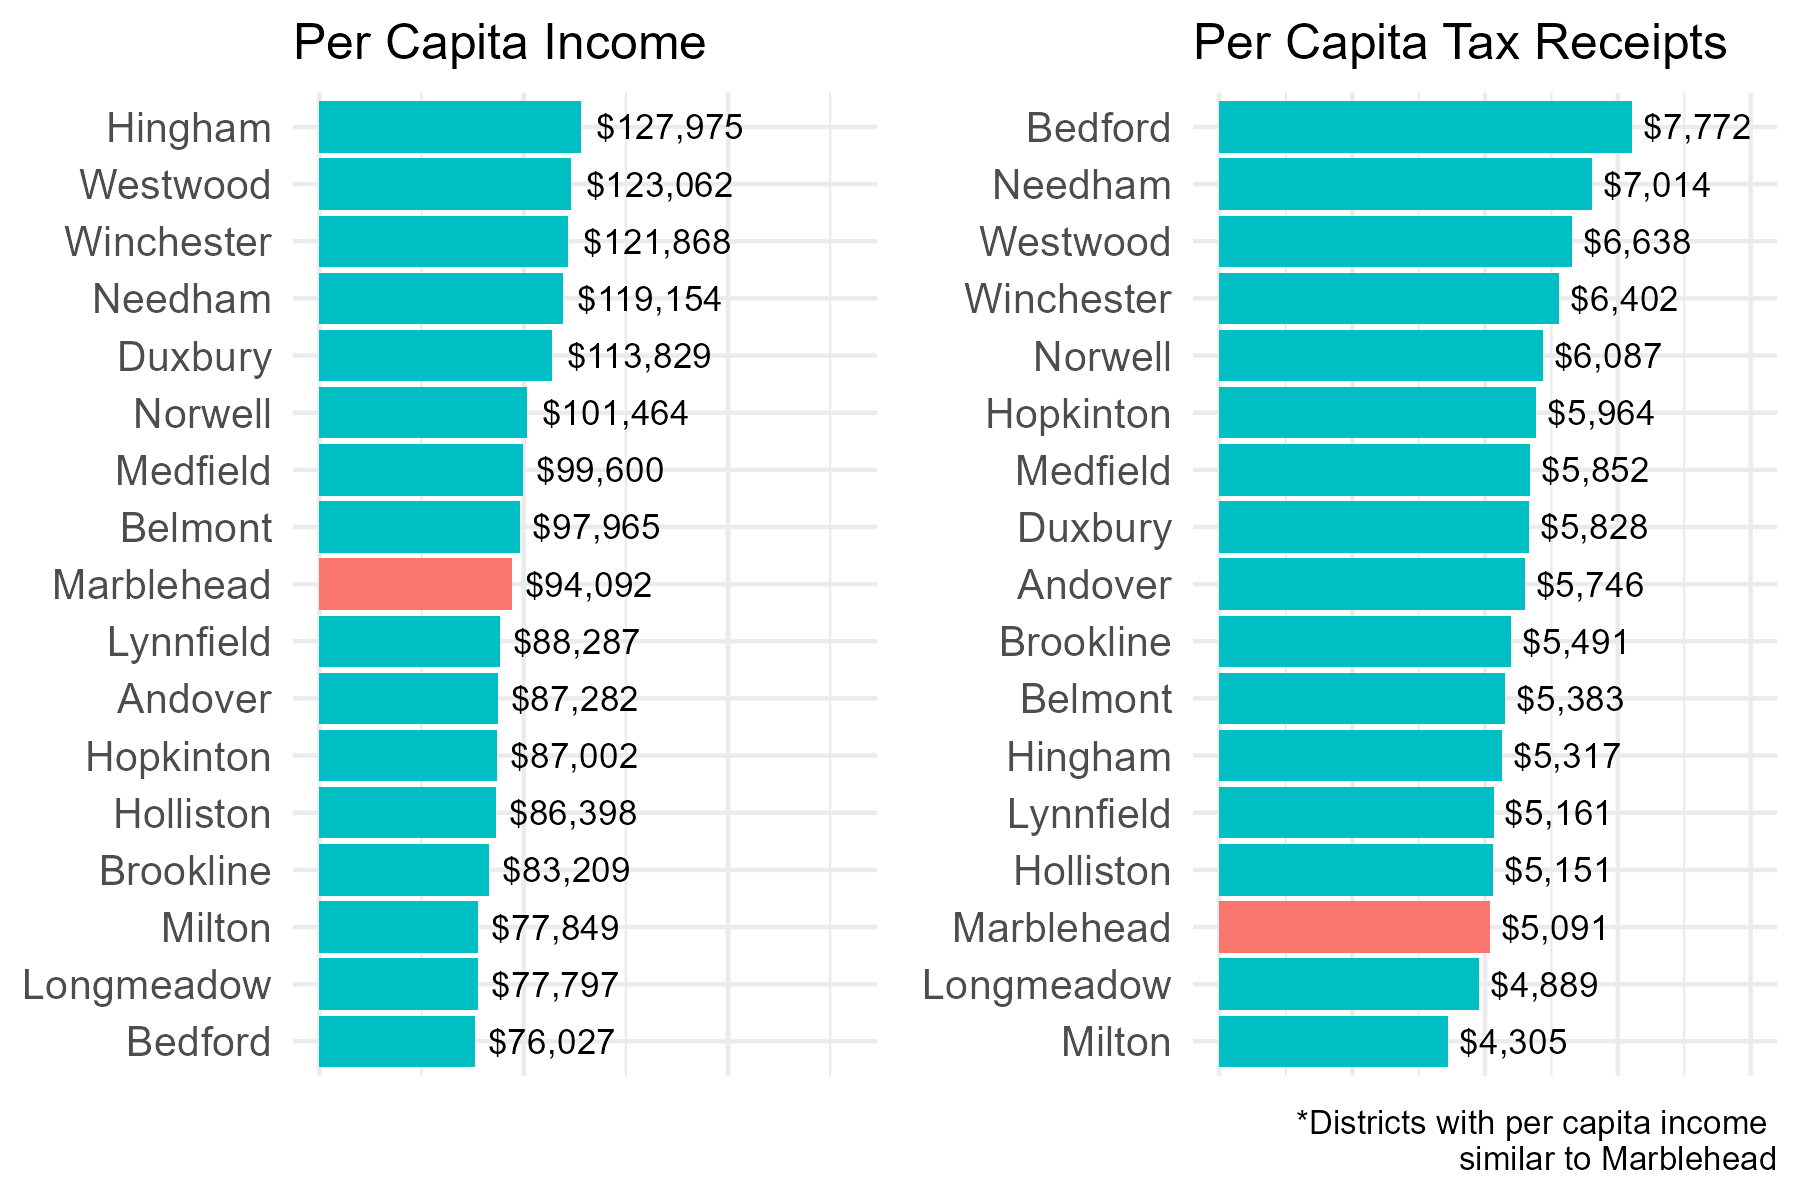 Per Capita Income
Hingham $127,975
Westwood $123,062
Winchester $121,868
Needham $119,154
Duxbury $113,829
Norwell $101,464
Medfield $99,600
Belmont $97,965
Marblehead $94,092
Lynnfield $88,287
Andover $87,282
Hopkinton $87,002
Holliston $86,398
Brookline $83,209
Milton $77,849
Longmeadow $77,797
Bedford $76,027
Per Capita Tax Receipts
Bedford $7,772
Needham $7,014
Westwood $6,638
Winchester $6,402
Norwell $6,087
Hopkinton $5,964
Medfield $5,852
Duxbury $5,828
Andover $5,746
Brookline $5,491
Belmont $5,383
Hingham $5,317
Lynnfield $5,161
Holliston $5,151
Marblehead $5,091
Longmeadow $4,889
Milton $4,305
*Districts with per capita income
similar to Marblehead